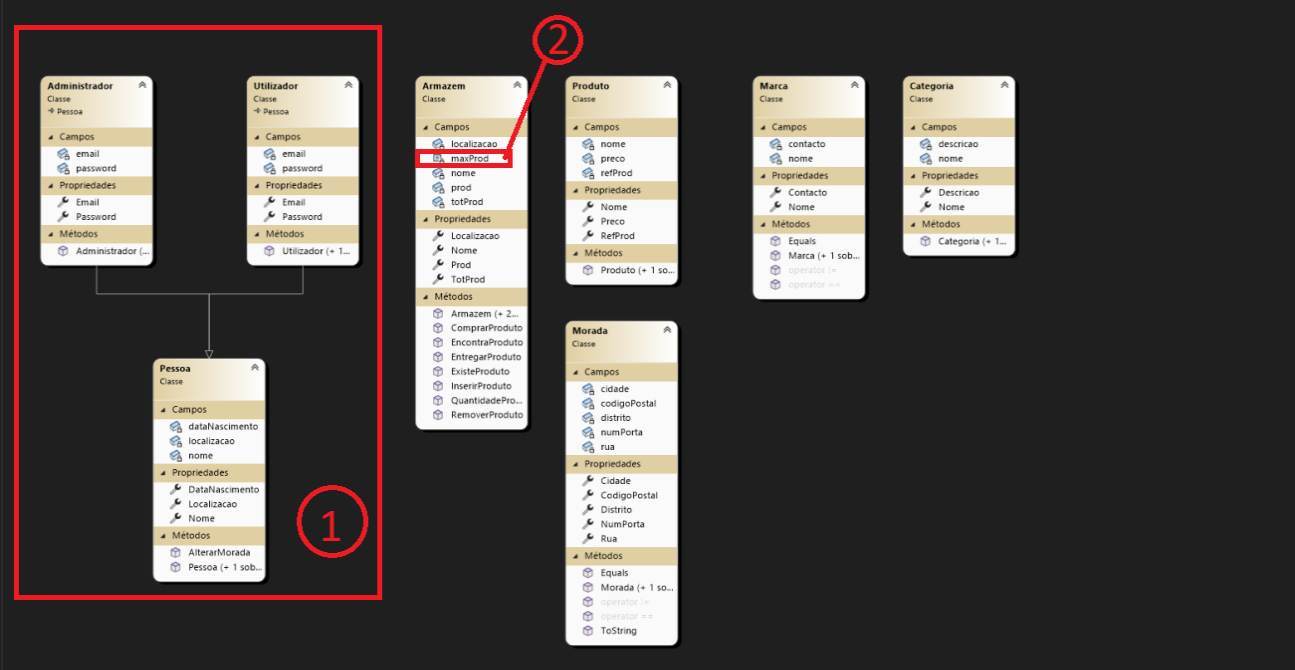 2
Administrador
Classe
Pessoa
Campos
email
password
Propriedades
Email
Password
Métodos
Administrador (...
Utilizador
Classe
Pessoa
Campos
email
password
Propriedades
Email
Password
Métodos
Utilizador (+ 1...
Pessoa
Classe
Campos
dataNascimento
localizacao
nome
Propriedades
DataNascimento
Localizacao
Nome
Métodos
AlterarMorada
Pessoa (+ 1 sob...
1
Armazem
Classe
Campos
localizacao
maxProd
nome
prod
totProd
Propriedades
Localizacao
Nome
Prod
TotProd
Métodos
Armazem (+ 2...
ComprarProduto
EncontraProduto
EntregarProduto
ExisteProduto
InserirProduto
QuantidadePro...
RemoverProduto
Produto
Classe
Campos
nome
preco
refProd
Propriedades
Nome
Preco
RefProd
Métodos
Produto (+ 1 so...
Morada
Classe
Campos
cidade
codigoPostal
distrito
numPorta
rua
Propriedades
Cidade
CodigoPostal
Distrito
NumPorta
Rua
Métodos
Equals
Morada (+ 1 so...
operator !=
operator ==
ToString
Marca
Classe
Campos
contacto
nome
Propriedades
Contacto
Nome
Métodos
Equals
Marca (+ 1 sob...
operator !=
operator ==
Categoria
Classe
Campos
descricao
nome
Propriedades
Descricao
Nome
Métodos
Categoria (+ 1...